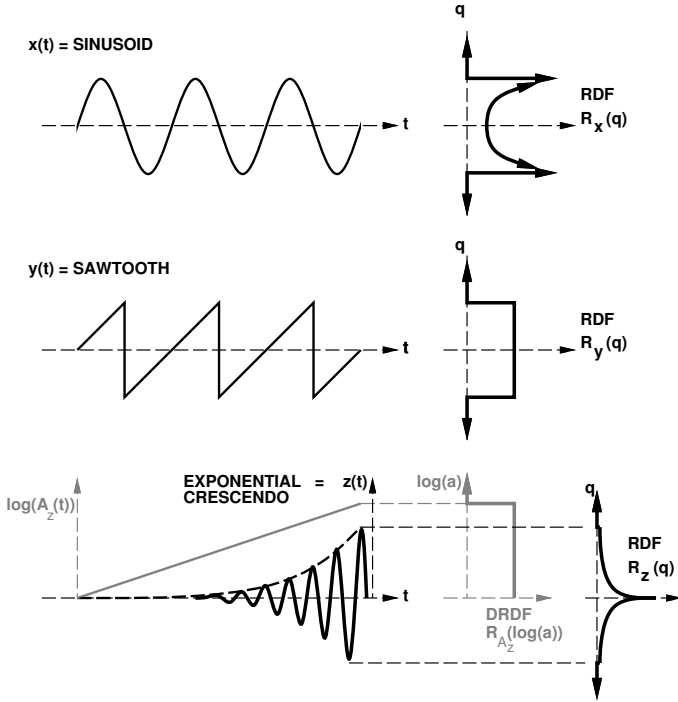 q
x(t) = SINUSOID
RDF
t
R_x(q)
q
y(t) = SAWTOOTH
RDF
t
R_y(q)
EXPONENTIAL = z(t)
CRESCENDO
log(a)
q
log(A_z(t))
RDF
R_z(q)
t
DRDF
R_{A_z}(log(a))